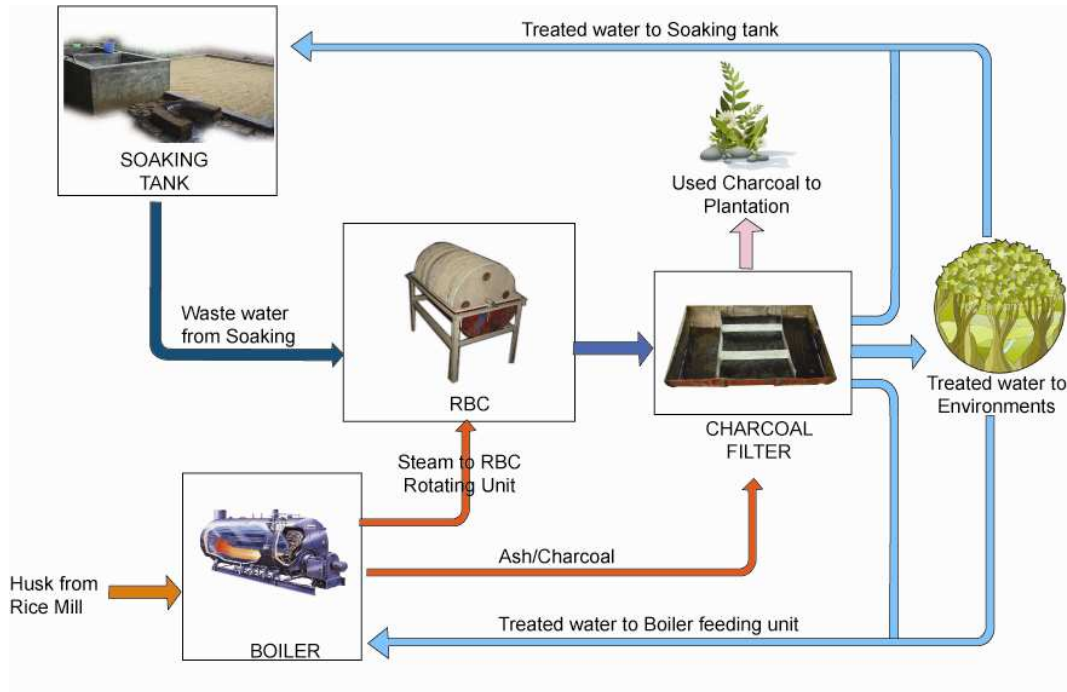 Treated water to Soaking tank
SOAKING
TANK
Used Charcoal to
Plantation
Waste water
from Soaking
RBC
Treated water to
Environments
CHARCOAL
FILTER
Steam to RBC
Rotating Unit
Ash/Charcoal
Husk from
Rice Mill
Treated water to Boiler feeding unit
BOILER